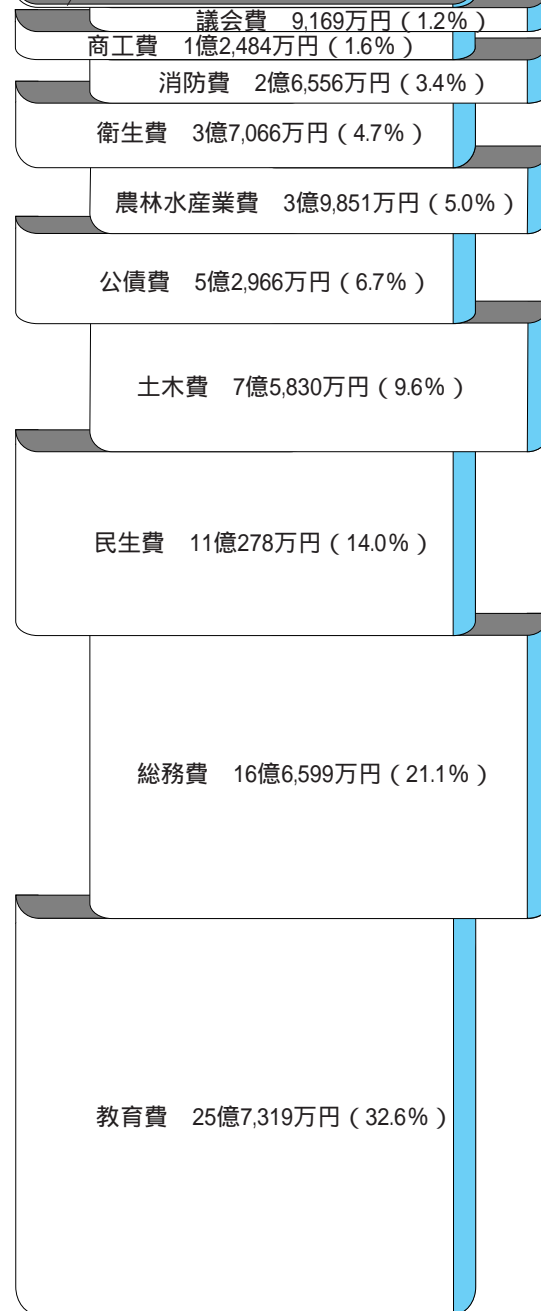 議会費　9,169万円（1.2%）
商工費　1億2,484万円（1.6%）
消防費　2億6,556万円（3.4%）
衛生費　3億7,066万円（4.7%）
農林水産業費　3億9,851万円（5.0%）
公債費　5億2,966万円（6.7%）
土木費　7億5,830万円（9.6%）
民生費　11億278万円（14.0%）
総務費　16億6,599万円（21.1%）
教育費　25億7,319万円（32.6%）